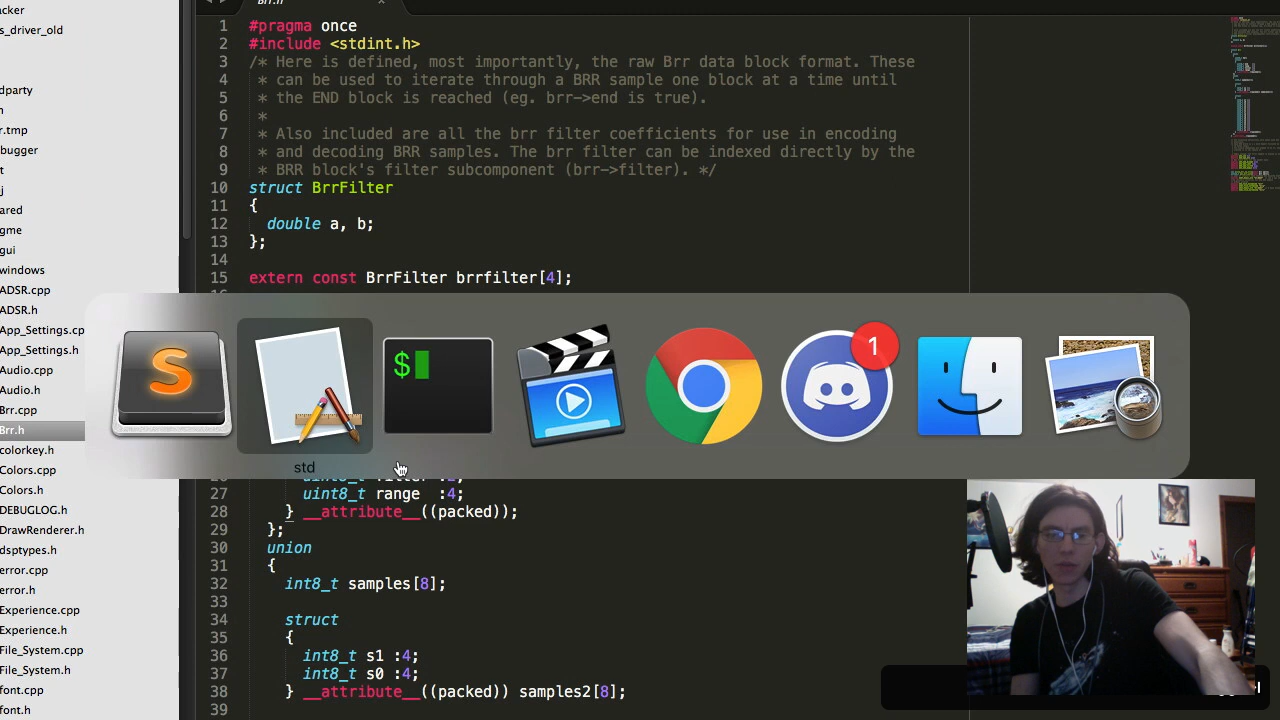 acker
s_driver_old
dparty
h
r.tmp
bugger
t
j
ared
gme
gui
windows
ADSR.cpp
ADSR.h
App_Settings.cp
App_Settings.h
Audio.cpp
Audio.h
Brr.cpp
Brr.h
colorkey.h
Colors.cpp
Colors.h
DEBUGLOG.h
DrawRenderer.h
dsptypes.h
error.cpp
error.h
Experience.cpp
Experience.h
File_System.cpp
File_System.h
font.cpp
font.h
Brr.h
1 #pragma once
2 #include <stdint.h>
3 /* Here is defined, most importantly, the raw Brr data block format. These
4 * can be used to iterate through a BRR sample one block at a time until
5 * the END block is reached (eg. brr->end is true).
6 *
7 * Also included are all the brr filter coefficients for use in encoding
8 * and decoding BRR samples. The brr filter can be indexed directly by the
9 * BRR block's filter subcomponent (brr->filter). */
10 struct BrrFilter
11 {
12 double a, b;
13 };
14
15 extern const BrrFilter brrfilter[4];
$
1
std
27 uint8_t range :4;
28 } __attribute__((packed));
29 };
30 union
31 {
32 int8_t samples[8];
33
34 struct
35 {
36 int8_t s1 :4;
37 int8_t s0 :4;
38 } __attribute__((packed)) samples2[8];
39